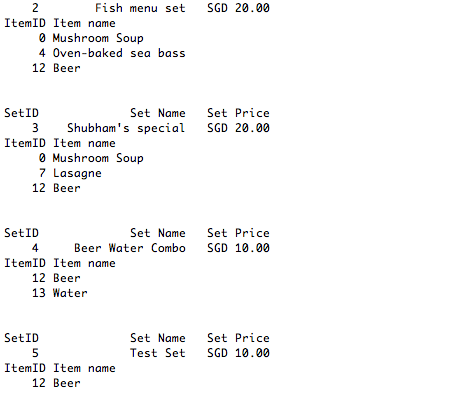 2 Fish menu set SGD 20.00
ItemID Item name
0 Mushroom Soup
4 Oven-baked sea bass
12 Beer
SetID Set Name Set Price
3 Shubham's special SGD 20.00
ItemID Item name
0 Mushroom Soup
7 Lasagne
12 Beer
SetID Set Name Set Price
4 Beer Water Combo SGD 10.00
ItemID Item name
12 Beer
13 Water
SetID Set Name Set Price
5 Test Set SGD 10.00
ItemID Item name
12 Beer